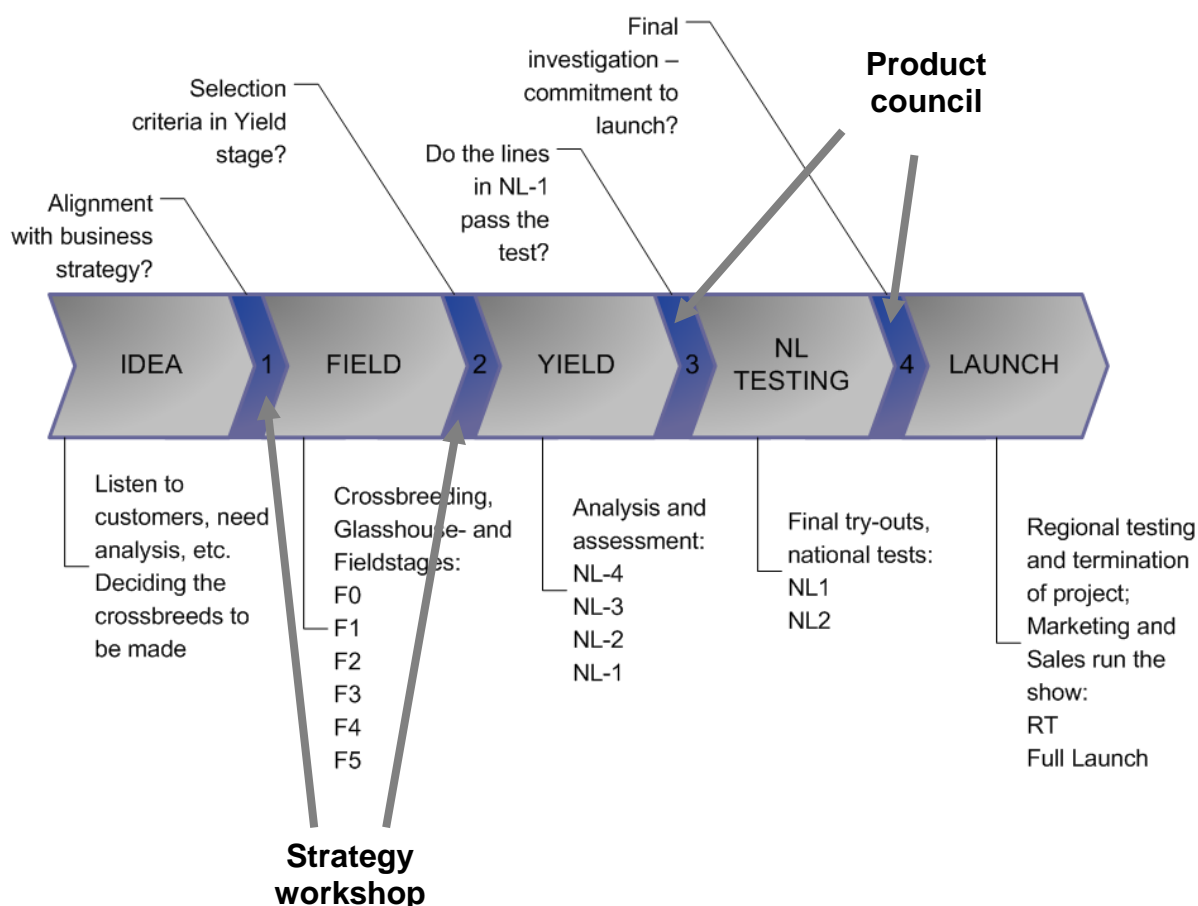 Final
investigation –
commitment to
launch?
Product
council
Selection
criteria in Yield
stage?
Do the lines
in NL-1
pass the
test?
Alignment
with business
strategy?
IDEA
1
FIELD
2
YIELD
3
NL
TESTING
4
LAUNCH
Listen to
customers, need
analysis, etc.
Deciding the
crossbreeds to
be made
Crossbreeding,
Glasshouse- and
Fieldstages:
F0
F1
F2
F3
F4
F5
Analysis and
assessment:
NL-4
NL-3
NL-2
NL-1
Final try-outs,
national tests:
NL1
NL2
Regional testing
and termination
of project;
Marketing and
Sales run the
show:
RT
Full Launch
Strategy
workshop